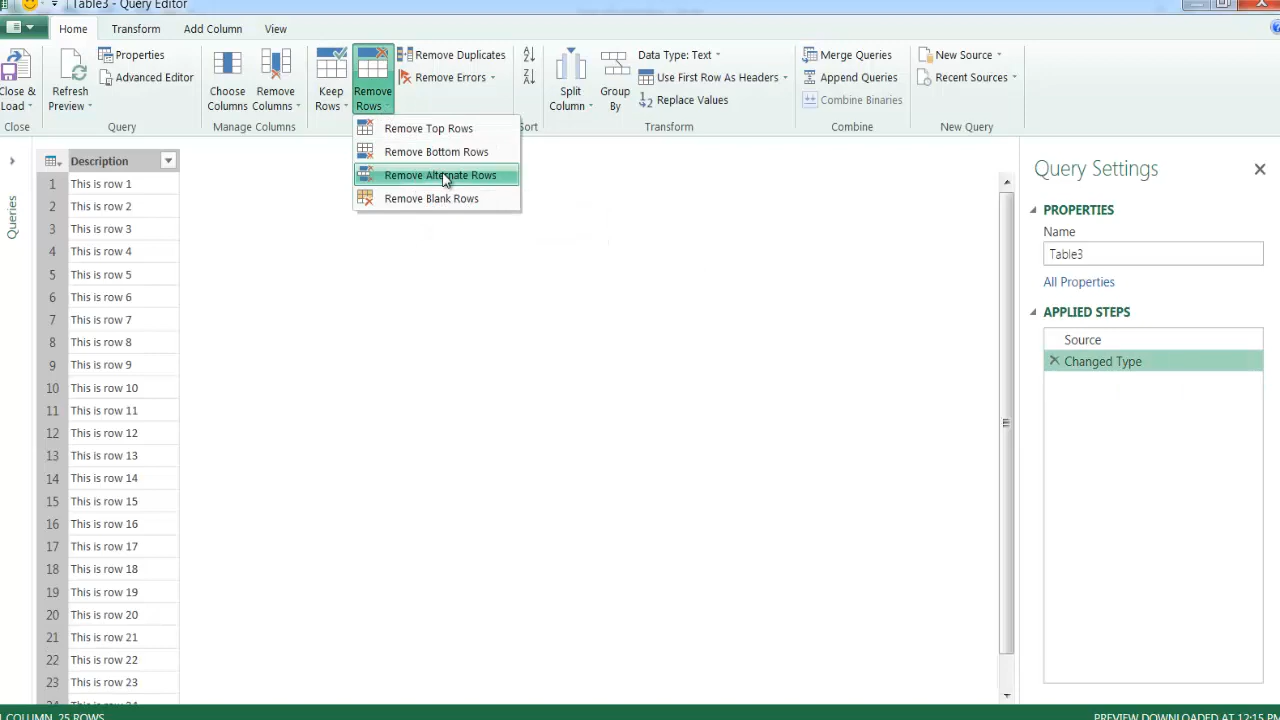 Table3 - Query Editor
Home
Transform
Add Column
View
Close &
Load
Refresh
Preview
Properties
Advanced Editor
Choose
Columns
Remove
Columns
Keep
Rows
Remove
Rows
Remove Duplicates
Remove Errors
Split
Column
Group
By
Data Type: Text
Use First Row As Headers
Replace Values
Merge Queries
Append Queries
Combine Binaries
New Source
Recent Sources
Close
Query
Manage Columns
Sort
Transform
Combine
New Query
Remove Top Rows
Remove Bottom Rows
Remove Alternate Rows
Remove Blank Rows
Queries
Description
1 This is row 1
2 This is row 2
3 This is row 3
4 This is row 4
5 This is row 5
6 This is row 6
7 This is row 7
8 This is row 8
9 This is row 9
10 This is row 10
11 This is row 11
12 This is row 12
13 This is row 13
14 This is row 14
15 This is row 15
16 This is row 16
17 This is row 17
18 This is row 18
19 This is row 19
20 This is row 20
21 This is row 21
22 This is row 22
23 This is row 23
Query Settings
PROPERTIES
Name
Table3
All Properties
APPLIED STEPS
Source
Changed Type
COLUMN, 25 ROWS
PREVIEW DOWNLOADED AT 12:15 PM